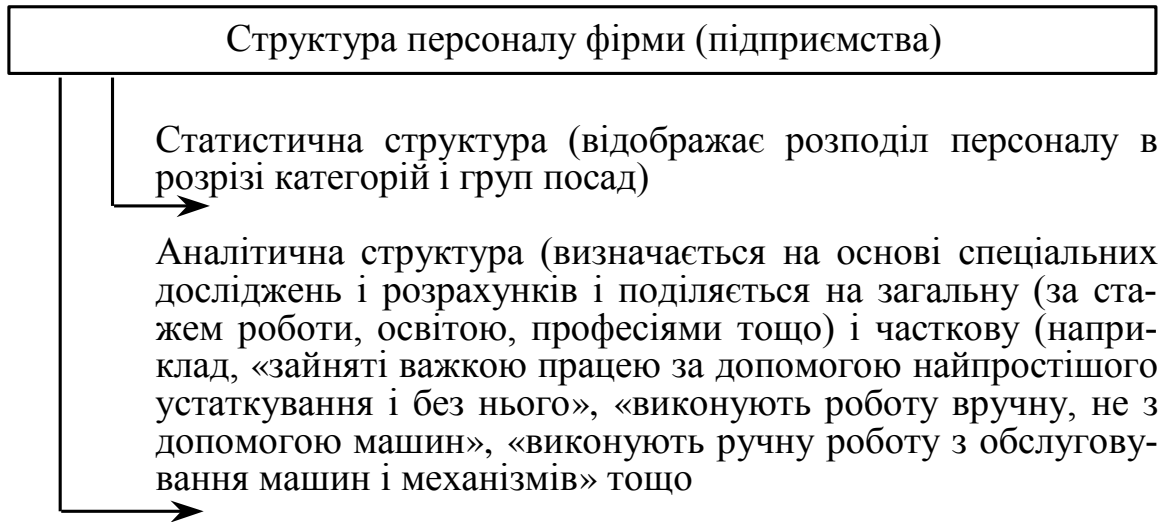 Структура персоналу фірми (підприємства)
Статистична структура (відображає розподіл персоналу в
розрізі категорій і груп посад)
Аналітична структура (визначається на основі спеціальних
досліджень і розрахунків і поділяється на загальну (за ста-
жем роботи, освітою, професіями тощо) і часткову (напри-
клад, «зайняті важкою працею за допомогою найпростішого
устаткування і без нього», «виконують роботу вручну, не з
допомогою машин», «виконують ручну роботу з обслугову-
вання машин і механізмів» тощо